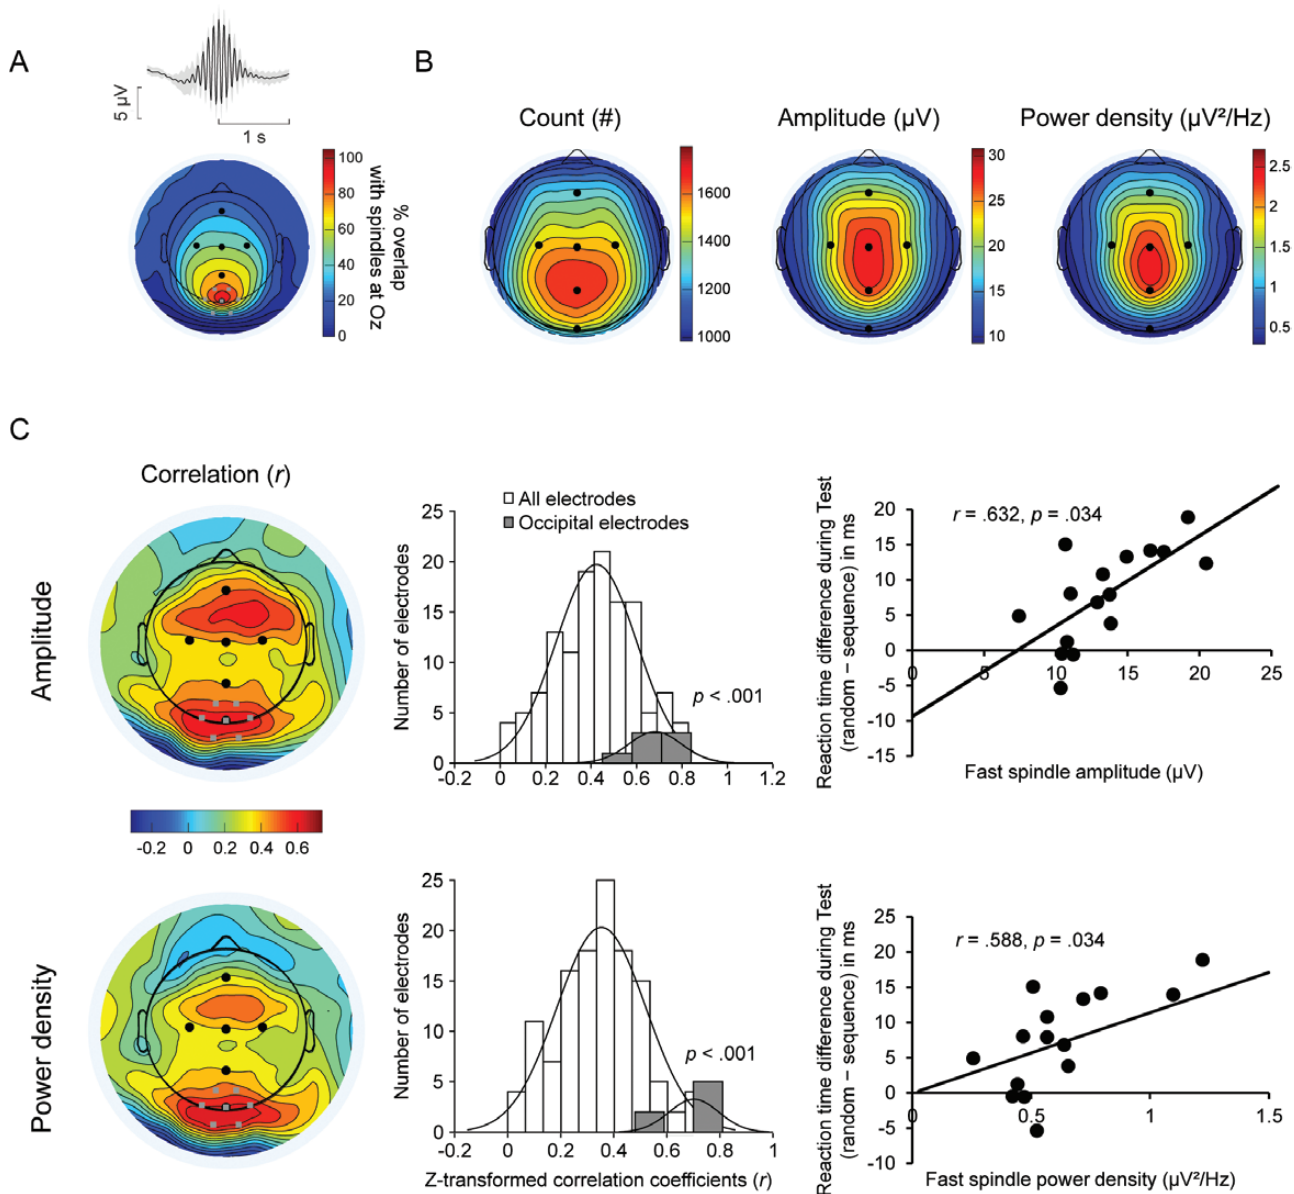 A
5 µV
1 s
100
80
60
40
20
0
% overlap
with spindles at Oz
B
Count (#)
1600
1400
1200
1000
Amplitude (µV)
30
25
20
15
10
Power density (µV²/Hz)
2.5
2
1.5
1
0.5
C
Correlation (r)
Amplitude
-0.2 0 0.2 0.4 0.6
Power density
All electrodes
Occipital electrodes
Number of electrodes
25
20
15
10
5
0
p < .001
-0.2 0 0.2 0.4 0.6 0.8 1 1.2
Reaction time difference during Test
(random – sequence) in ms
20
15
10
5
0
-5
-10
-15
r = .632, p = .034
0 5 10 15 20 25
Fast spindle amplitude (µV)
Number of electrodes
25
20
15
10
5
0
p < .001
-0.2 0 0.2 0.4 0.6 0.8 1
Z-transformed correlation coefficients (r)
Reaction time difference during Test
(random – sequence) in ms
25
20
15
10
5
0
-5
-10
r = .588, p = .034
0 0.5 1 1.5
Fast spindle power density (µV²/Hz)